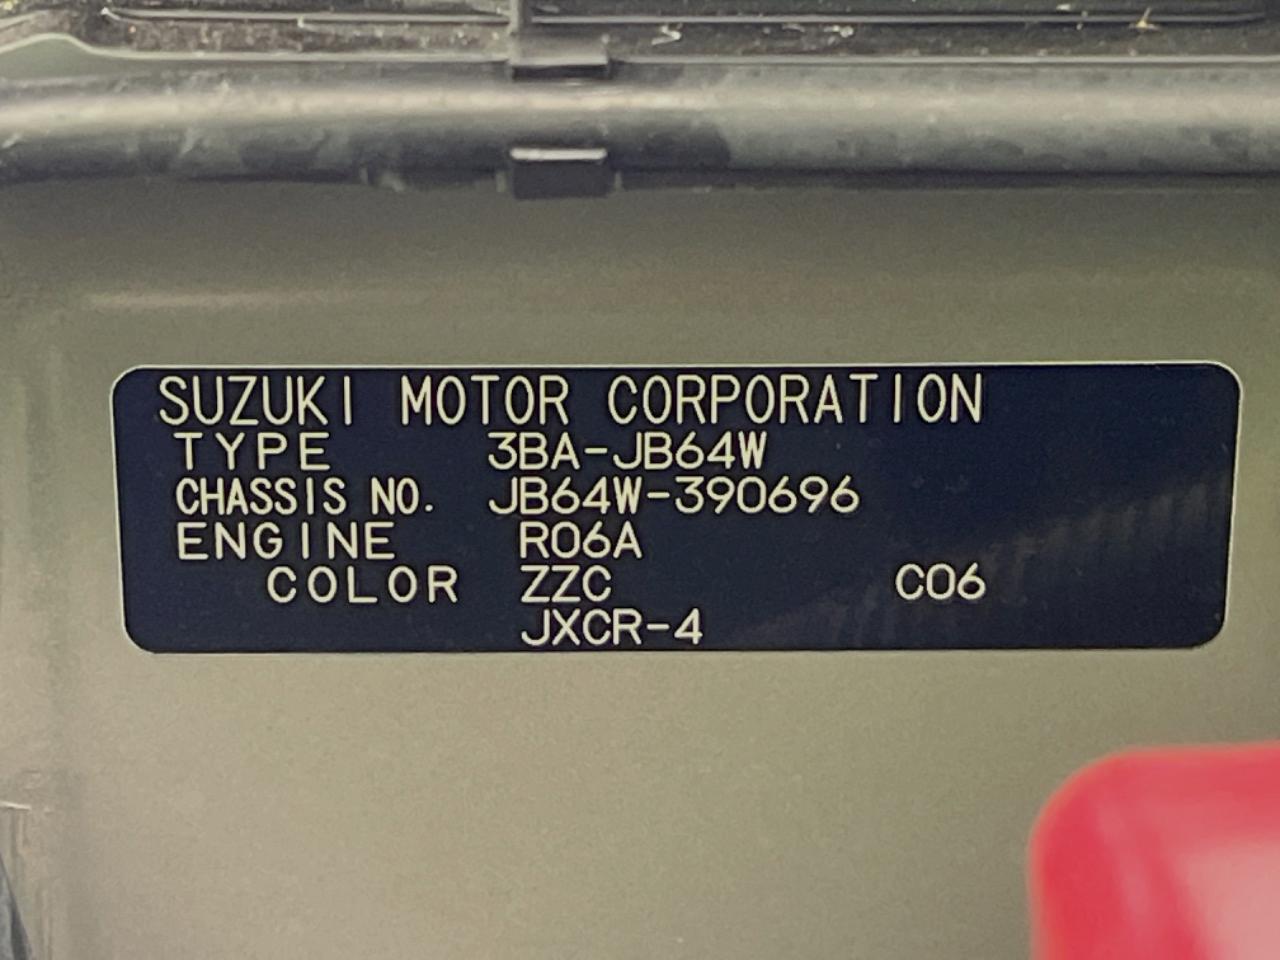 SUZUKI MOTOR CORPORATION
TYPE 3BA-JB64W
CHASSIS NO. JB64W-390696
ENGINE R06A
COLOR ZZC C06
JXCR-4